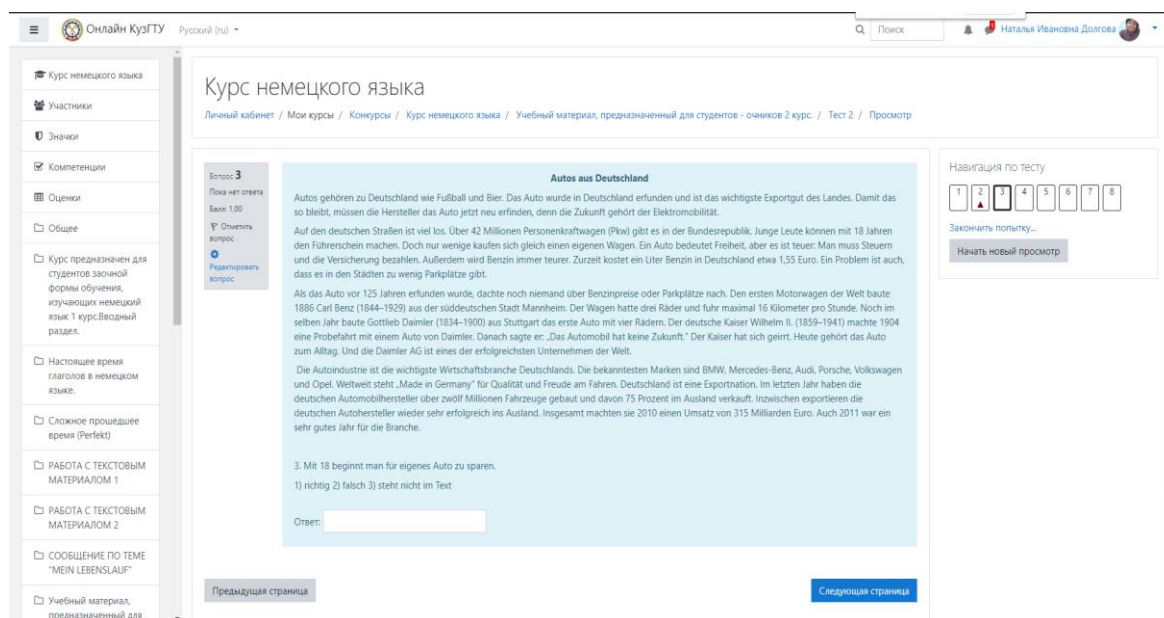 Онлайн КузГТУ Русский (ru)
Поиск
Наталья Ивановна Долгова
Курс немецкого языка
Участники
Значки
Компетенции
Оценки
Общее
Курс предназначен для
студентов заочной
формы обучения,
изучающих немецкий
язык 1 курс.Вводный
раздел.
Настоящее время
глаголов в немецком
языке.
Сложное прошедшее
время (Perfekt)
РАБОТА С ТЕКСТОВЫМ
МАТЕРИАЛОМ 1
РАБОТА С ТЕКСТОВЫМ
МАТЕРИАЛОМ 2
СООБЩЕНИЕ ПО ТЕМЕ
"MEIN LEBENSLAUF"
Учебный материал,
предназначенный для
Курс немецкого языка
Личный кабинет / Мои курсы / Конкурсы / Курс немецкого языка / Учебный материал, предназначенный для студентов - очников 2 курс. / Тест 2 / Просмотр
Вопрос 3
Пока нет ответа
Балл: 1,00
Отметить
вопрос
Редактировать
вопрос
Autos aus Deutschland
Autos gehören zu Deutschland wie Fußball und Bier. Das Auto wurde in Deutschland erfunden und ist das wichtigste Exportgut des Landes. Damit das
so bleibt, müssen die Hersteller das Auto jetzt neu erfinden, denn die Zukunft gehört der Elektromobilität.
Auf den deutschen Straßen ist viel los. Über 42 Millionen Personenkraftwagen (Pkw) gibt es in der Bundesrepublik. Junge Leute können mit 18 Jahren
den Führerschein machen. Doch nur wenige kaufen sich gleich einen eigenen Wagen. Ein Auto bedeutet Freiheit, aber es ist teuer: Man muss Steuern
und die Versicherung bezahlen. Außerdem wird Benzin immer teurer. Zurzeit kostet ein Liter Benzin in Deutschland etwa 1,55 Euro. Ein Problem ist auch,
dass es in den Städten zu wenig Parkplätze gibt.
Als das Auto vor 125 Jahren erfunden wurde, dachte noch niemand über Benzinpreise oder Parkplätze nach. Den ersten Motorwagen der Welt baute
1886 Carl Benz (1844–1929) aus der süddeutschen Stadt Mannheim. Der Wagen hatte drei Räder und fuhr maximal 16 Kilometer pro Stunde. Noch im
selben Jahr baute Gottlieb Daimler (1834–1900) aus Stuttgart das erste Auto mit vier Rädern. Der deutsche Kaiser Wilhelm II. (1859–1941) machte 1904
eine Probefahrt mit einem Auto von Daimler. Danach sagte er: „Das Automobil hat keine Zukunft." Der Kaiser hat sich geirrt. Heute gehört das Auto
zum Alltag. Und die Daimler AG ist eines der erfolgreichsten Unternehmen der Welt.
Die Autoindustrie ist die wichtigste Wirtschaftsbranche Deutschlands. Die bekanntesten Marken sind BMW, Mercedes-Benz, Audi, Porsche, Volkswagen
und Opel. Weltweit steht „Made in Germany" für Qualität und Freude am Fahren. Deutschland ist eine Exportnation. Im letzten Jahr haben die
deutschen Automobilhersteller über zwölf Millionen Fahrzeuge gebaut und davon 75 Prozent im Ausland verkauft. Inzwischen exportieren die
deutschen Autohersteller wieder sehr erfolgreich ins Ausland. Insgesamt machten sie 2010 einen Umsatz von 315 Milliarden Euro. Auch 2011 war ein
sehr gutes Jahr für die Branche.
3. Mit 18 beginnt man für eigenes Auto zu sparen.
1) richtig 2) falsch 3) steht nicht im Text
Ответ:
Предыдущая страница
Следующая страница
Навигация по тесту
1 2 3 4 5 6 7 8
Закончить попытку...
Начать новый просмотр